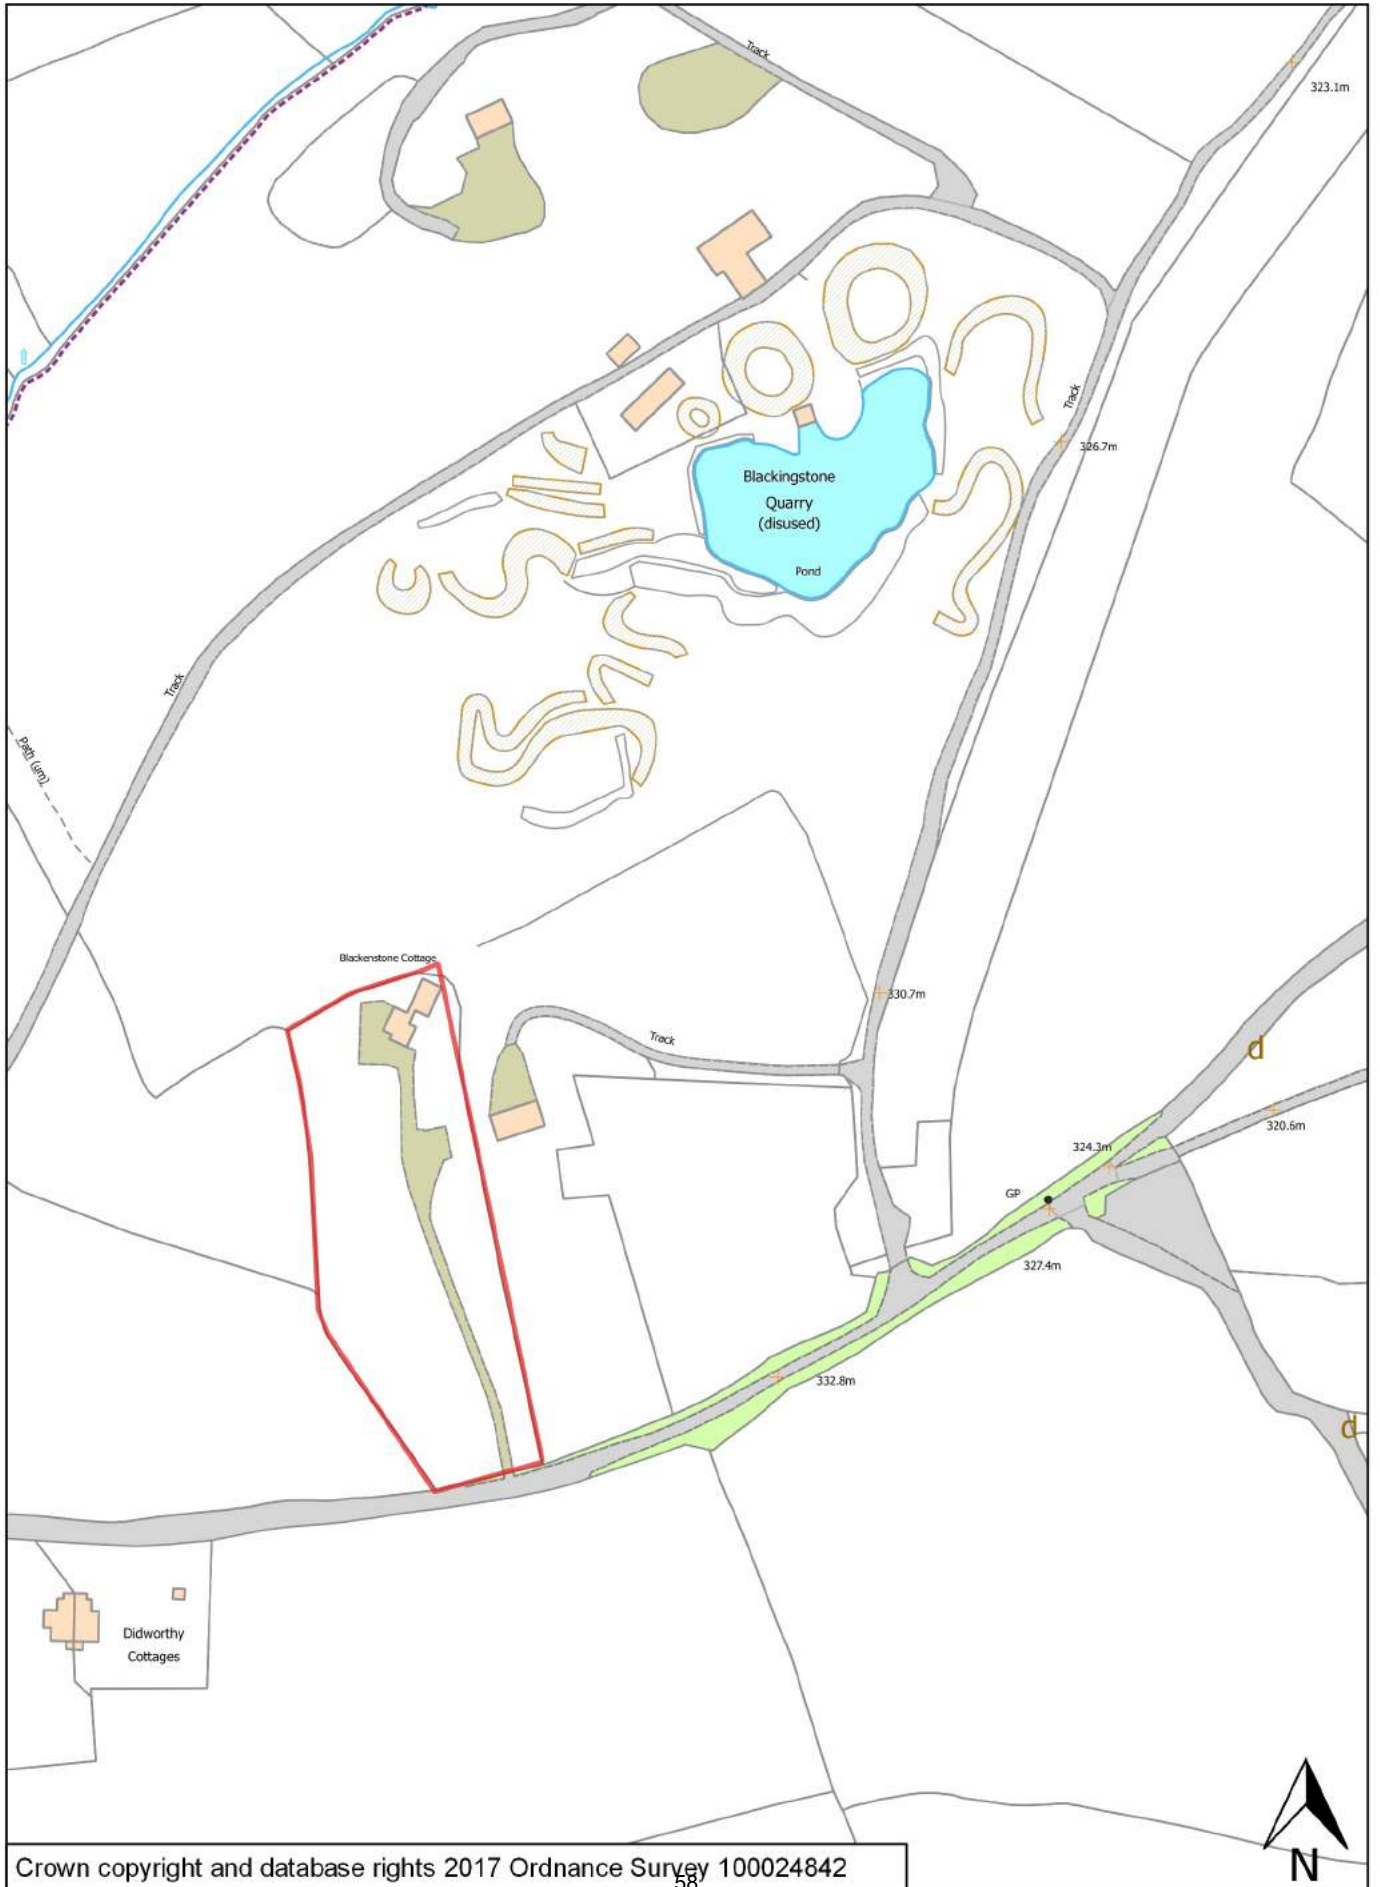 Track
323.1m
Track
326.7m
Blackingstone
Quarry
(disused)
Pond
Track
Path (um)
Blackenstone Cottage
330.7m
Track
d
320.6m
324.3m
GP
327.4m
332.8m
d
Didworthy
Cottages
N
Crown copyright and database rights 2017 Ordnance Survey 100024842
58